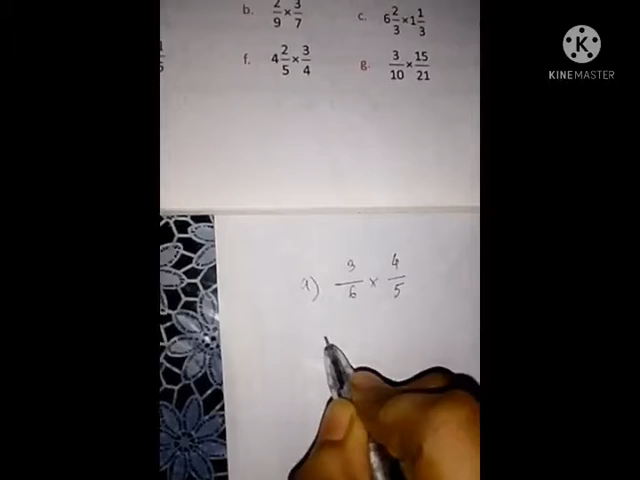 b. 2/9 × 3/7 c. 6 2/3 × 1 1/3
f. 4 2/5 × 3/4 g. 3/10 × 15/21
a) 3/6 × 4/5
KINEMASTER